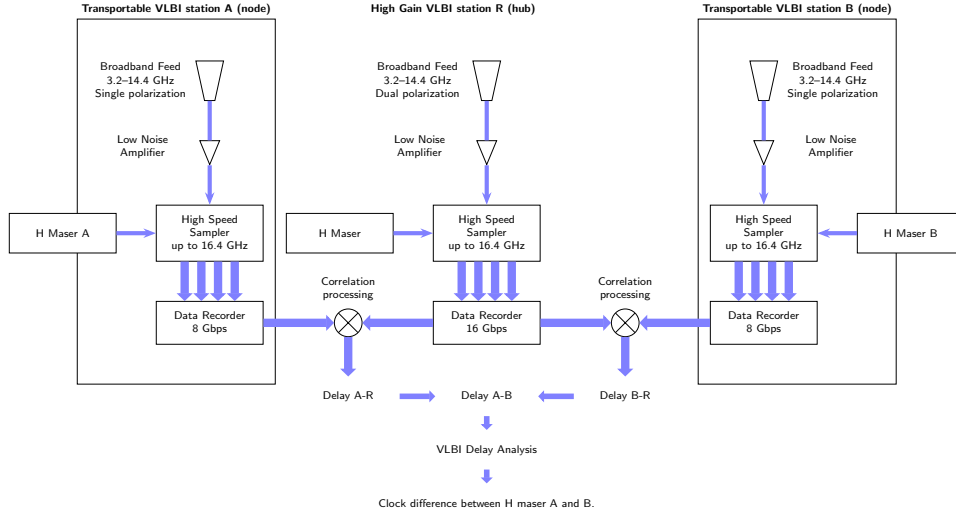 Transportable VLBI station A (node)
High Gain VLBI station R (hub)
Transportable VLBI station B (node)
Broadband Feed
3.2–14.4 GHz
Single polarization
Broadband Feed
3.2–14.4 GHz
Dual polarization
Broadband Feed
3.2–14.4 GHz
Single polarization
Low Noise
Amplifier
Low Noise
Amplifier
Low Noise
Amplifier
H Maser A
High Speed
Sampler
up to 16.4 GHz
H Maser
High Speed
Sampler
up to 16.4 GHz
High Speed
Sampler
up to 16.4 GHz
H Maser B
Correlation
processing
Correlation
processing
Data Recorder
8 Gbps
Data Recorder
16 Gbps
Data Recorder
8 Gbps
Delay A-R
Delay A-B
Delay B-R
VLBI Delay Analysis
Clock difference between H maser A and B.